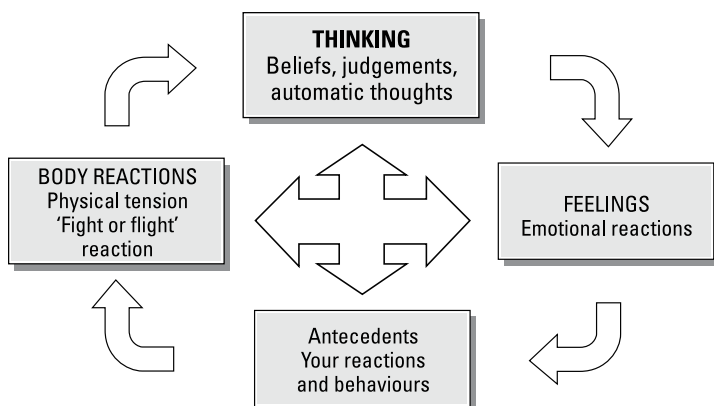 THINKING
Beliefs, judgements,
automatic thoughts
BODY REACTIONS
Physical tension
'Fight or flight'
reaction
FEELINGS
Emotional reactions
Antecedents
Your reactions
and behaviours